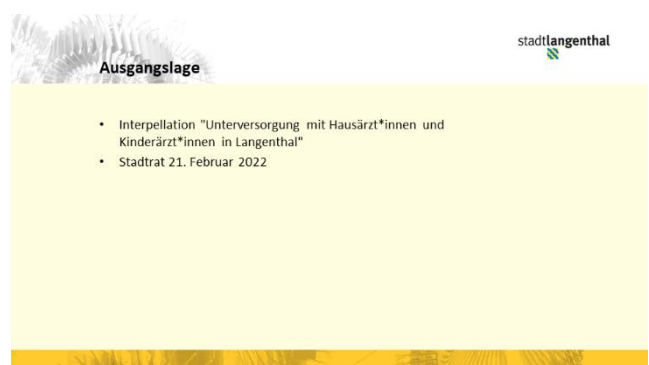 stadtlangenthal
Ausgangslage
• Interpellation "Unterversorgung mit Hausärzt*innen und
Kinderärzt*innen in Langenthal"
• Stadtrat 21. Februar 2022